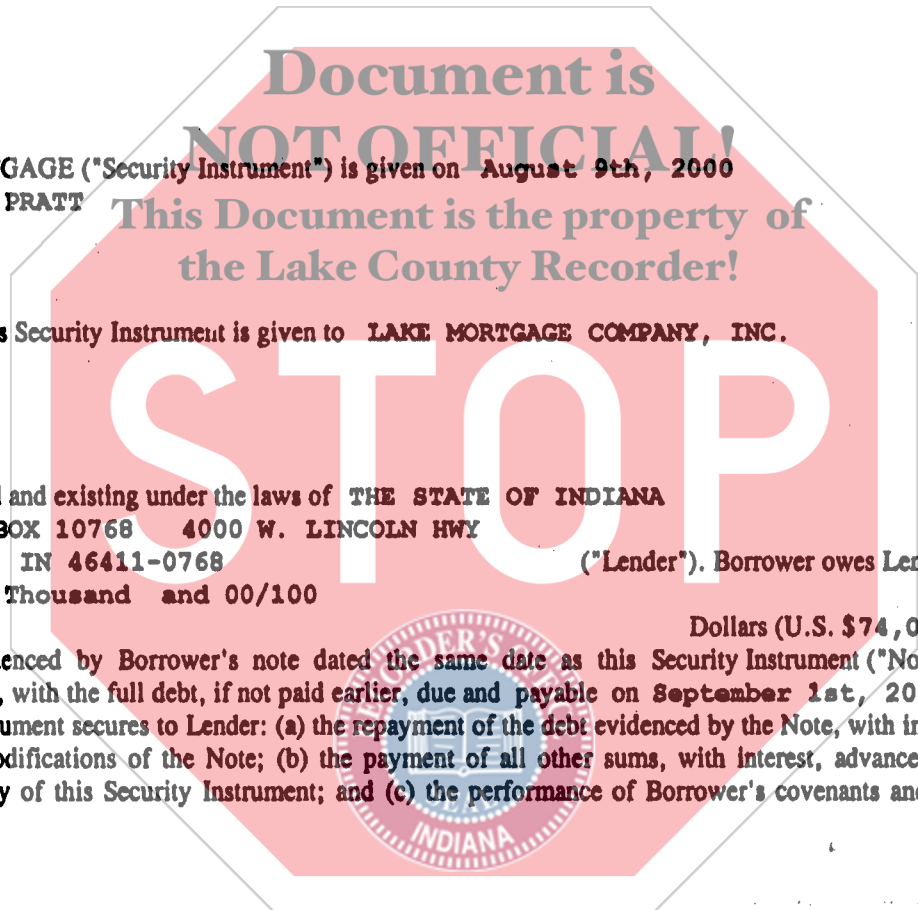 Document is
NOT OFFICIAL!
GAGE ("Security Instrument") is given on August 9th, 2000
PRATT
This Document is the property of
the Lake County Recorder!
s Security Instrument is given to LAKE MORTGAGE COMPANY, INC.
STOP
and existing under the laws of THE STATE OF INDIANA
BOX 10768 4000 W. LINCOLN HWY
IN 46411-0768 ("Lender"). Borrower owes Len
Thousand and 00/100
Dollars (U.S. $74,0
enced by Borrower's note dated the same date as this Security Instrument ("No
, with the full debt, if not paid earlier, due and payable on September 1st, 20
ument secures to Lender: (a) the repayment of the debt evidenced by the Note, with in
odifications of the Note; (b) the payment of all other sums, with interest, advance
y of this Security Instrument; and (c) the performance of Borrower's covenants and
SEAL
INDIANA